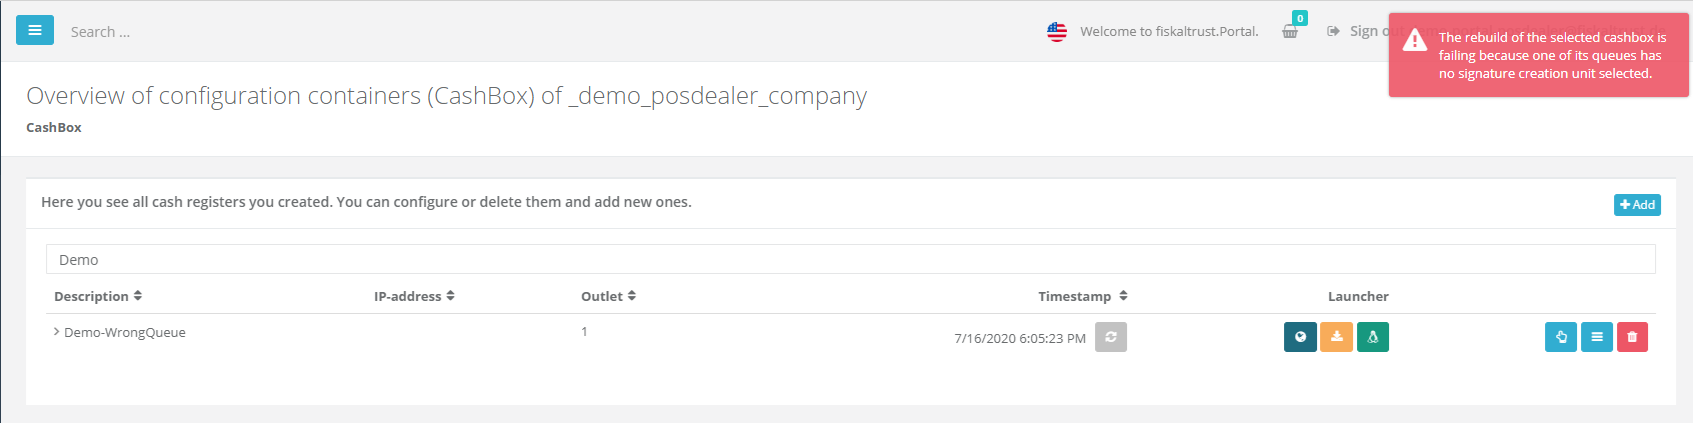 Search ...
Welcome to fiskaltrust.Portal.
0
Sign ou
The rebuild of the selected cashbox is
failing because one of its queues has
no signature creation unit selected.
Overview of configuration containers (CashBox) of _demo_posdealer_company
CashBox
Here you see all cash registers you created. You can configure or delete them and add new ones.
Add
Demo
Description IP-address Outlet Timestamp Launcher
Demo-WrongQueue 1 7/16/2020 6:05:23 PM